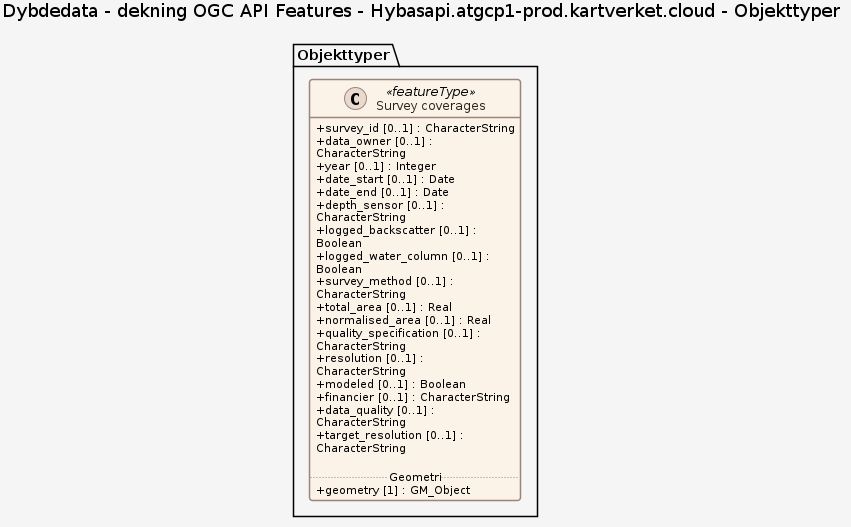 Dybdedata - dekning OGC API Features - Hybasapi.atgcp1-prod.kartverket.cloud - Objekttyper
Objekttyper
C
«featureType»
Survey coverages
+survey_id [0..1] : CharacterString
+data_owner [0..1] :
CharacterString
+year [0..1] : Integer
+date_start [0..1] : Date
+date_end [0..1] : Date
+depth_sensor [0..1] :
CharacterString
+logged_backscatter [0..1] :
Boolean
+logged_water_column [0..1] :
Boolean
+survey_method [0..1] :
CharacterString
+total_area [0..1] : Real
+normalised_area [0..1] : Real
+quality_specification [0..1] :
CharacterString
+resolution [0..1] :
CharacterString
+modeled [0..1] : Boolean
+financier [0..1] : CharacterString
+data_quality [0..1] :
CharacterString
+target_resolution [0..1] :
CharacterString
Geometri
+geometry [1] : GM_Object